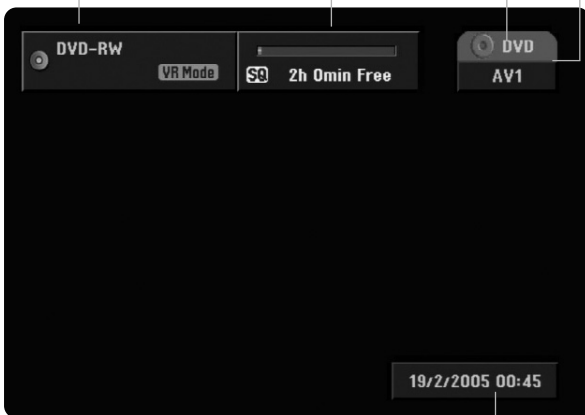 DVD-RW
VR Mode
SQ 2h 0min Free
DVD
AV1
19/2/2005 00:45